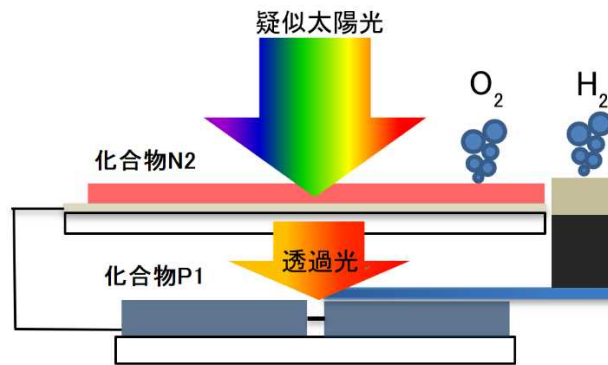 疑似太陽光
O₂
H₂
化合物N2
透過光
化合物P1